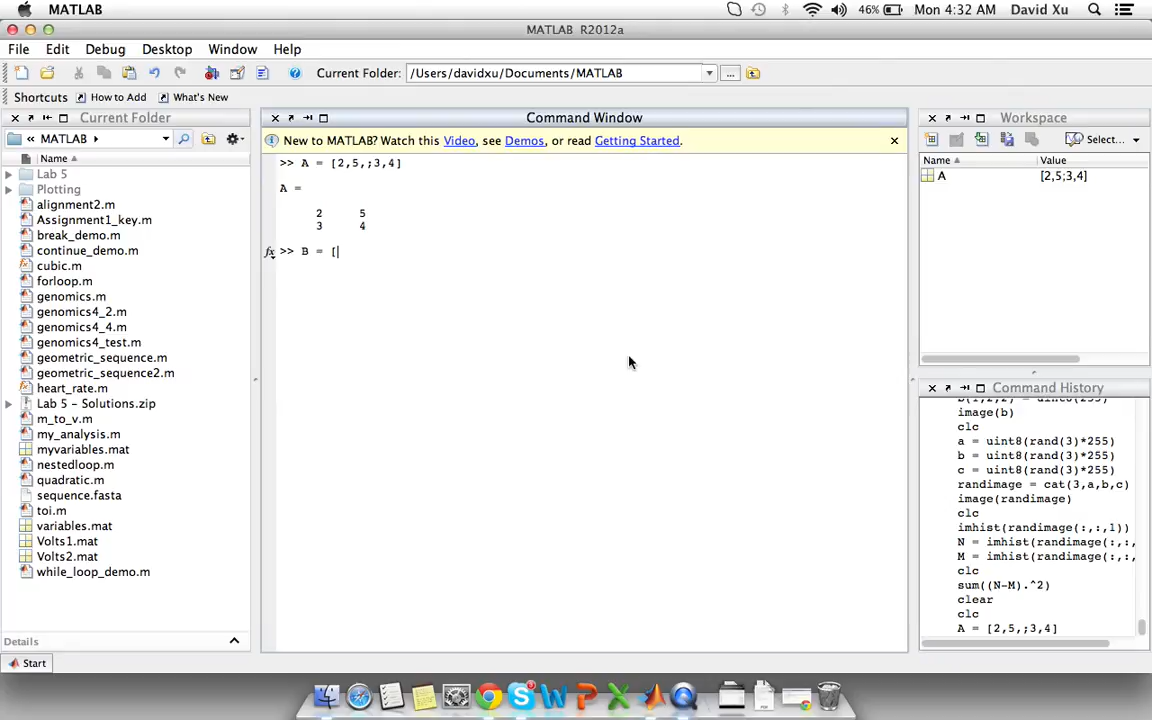 MATLAB
46%
Mon 4:32 AM
David Xu
MATLAB R2012a
File Edit Debug Desktop Window Help
Current Folder: /Users/davidxu/Documents/MATLAB
...
Shortcuts How to Add What's New
Current Folder
« MATLAB
Name
Lab 5
Plotting
alignment2.m
Assignment1_key.m
break_demo.m
continue_demo.m
cubic.m
forloop.m
genomics.m
genomics4_2.m
genomics4_4.m
genomics4_test.m
geometric_sequence.m
geometric_sequence2.m
heart_rate.m
Lab 5 - Solutions.zip
m_to_v.m
my_analysis.m
myvariables.mat
nestedloop.m
quadratic.m
sequence.fasta
toi.m
variables.mat
Volts1.mat
Volts2.mat
while_loop_demo.m
Details
Start
Command Window
New to MATLAB? Watch this Video, see Demos, or read Getting Started.
>> A = [2,5,;3,4]
A =
2 5
3 4
fx >> B = [
Workspace
Select...
Name Value
A [2,5;3,4]
Command History
image(b)
clc
a = uint8(rand(3)*255)
b = uint8(rand(3)*255)
c = uint8(rand(3)*255)
randimage = cat(3,a,b,c)
image(randimage)
clc
imhist(randimage(:,:,1))
N = imhist(randimage(:,:,
M = imhist(randimage(:,:,
clc
sum((N-M).^2)
clear
clc
A = [2,5,;3,4]